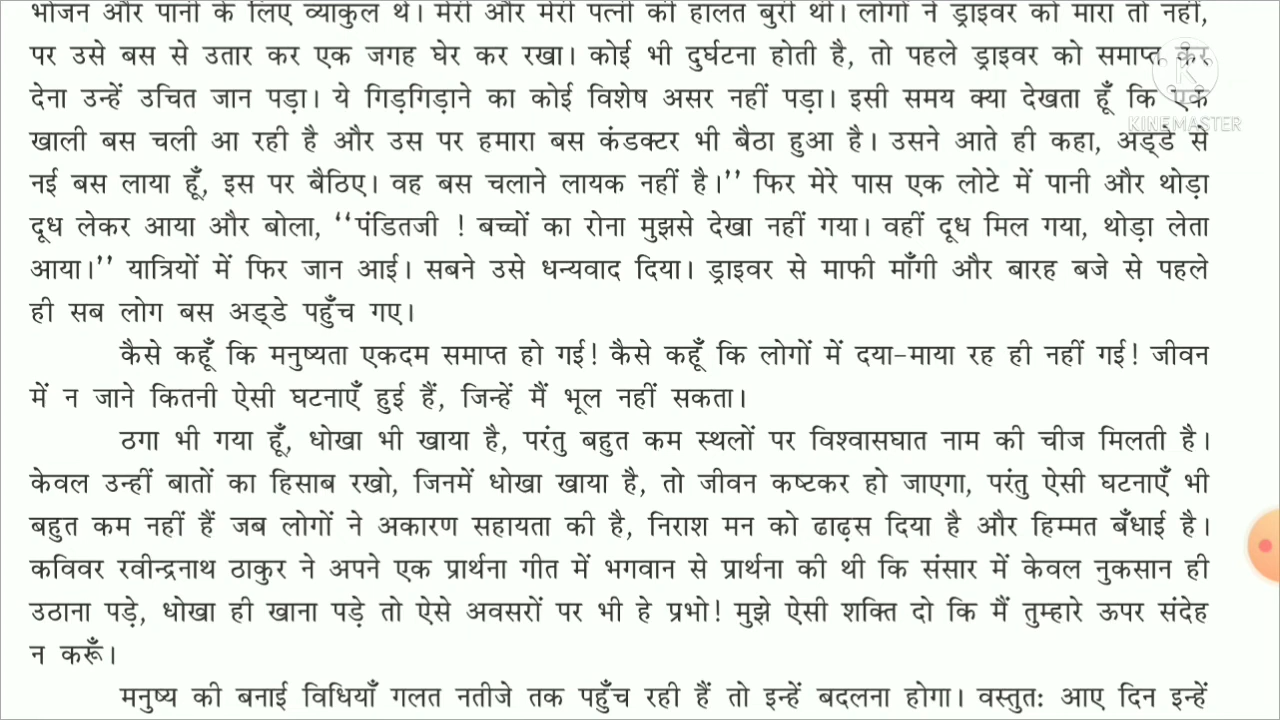 भोजन और पानी के लिए व्याकुल थे। मेरी और मेरी पत्नी की हालत बुरी थी। लोगों ने ड्राइवर को मारा तो नहीं,
पर उसे बस से उतार कर एक जगह घेर कर रखा। कोई भी दुर्घटना होती है, तो पहले ड्राइवर को समाप्त कर
देना उन्हें उचित जान पड़ा। ये गिड़गिड़ाने का कोई विशेष असर नहीं पड़ा। इसी समय क्या देखता हूँ कि एक
KINEMASTER
खाली बस चली आ रही है और उस पर हमारा बस कंडक्टर भी बैठा हुआ है। उसने आते ही कहा, अड्डे से
नई बस लाया हूँ, इस पर बैठिए। वह बस चलाने लायक नहीं है।’’ फिर मेरे पास एक लोटे में पानी और थोड़ा
दूध लेकर आया और बोला, ‘‘पंडितजी ! बच्चों का रोना मुझसे देखा नहीं गया। वहीं दूध मिल गया, थोड़ा लेता
आया।’’ यात्रियों में फिर जान आई। सबने उसे धन्यवाद दिया। ड्राइवर से माफी माँगी और बारह बजे से पहले
ही सब लोग बस अड्डे पहुँच गए।
कैसे कहूँ कि मनुष्यता एकदम समाप्त हो गई! कैसे कहूँ कि लोगों में दया-माया रह ही नहीं गई! जीवन
में न जाने कितनी ऐसी घटनाएँ हुई हैं, जिन्हें मैं भूल नहीं सकता।
ठगा भी गया हूँ, धोखा भी खाया है, परंतु बहुत कम स्थलों पर विश्वासघात नाम की चीज मिलती है।
केवल उन्हीं बातों का हिसाब रखो, जिनमें धोखा खाया है, तो जीवन कष्टकर हो जाएगा, परंतु ऐसी घटनाएँ भी
बहुत कम नहीं हैं जब लोगों ने अकारण सहायता की है, निराश मन को ढाढ़स दिया है और हिम्मत बँधाई है।
कविवर रवीन्द्रनाथ ठाकुर ने अपने एक प्रार्थना गीत में भगवान से प्रार्थना की थी कि संसार में केवल नुकसान ही
उठाना पड़े, धोखा ही खाना पड़े तो ऐसे अवसरों पर भी हे प्रभो! मुझे ऐसी शक्ति दो कि मैं तुम्हारे ऊपर संदेह
न करूँ।
मनुष्य की बनाई विधियाँ गलत नतीजे तक पहुँच रही हैं तो इन्हें बदलना होगा। वस्तुतः आए दिन इन्हें